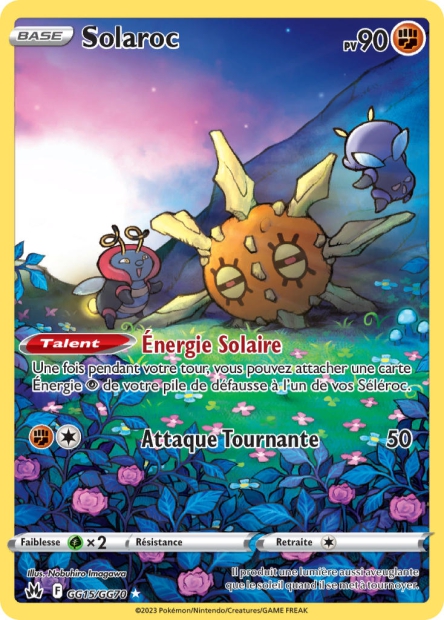 BASE Solaroc PV 90
Talent Énergie Solaire
Une fois pendant votre tour, vous pouvez attacher une carte
Énergie de votre pile de défausse à l'un de vos Séléroc.
Attaque Tournante 50
Faiblesse ×2 Résistance Retraite
Illus. Nobuhiro Imagawa
Il produit une lumière aussi aveuglante
que le soleil quand il se met à tournoyer.
F GG15/GG70
©2023 Pokémon/Nintendo/Creatures/GAME FREAK